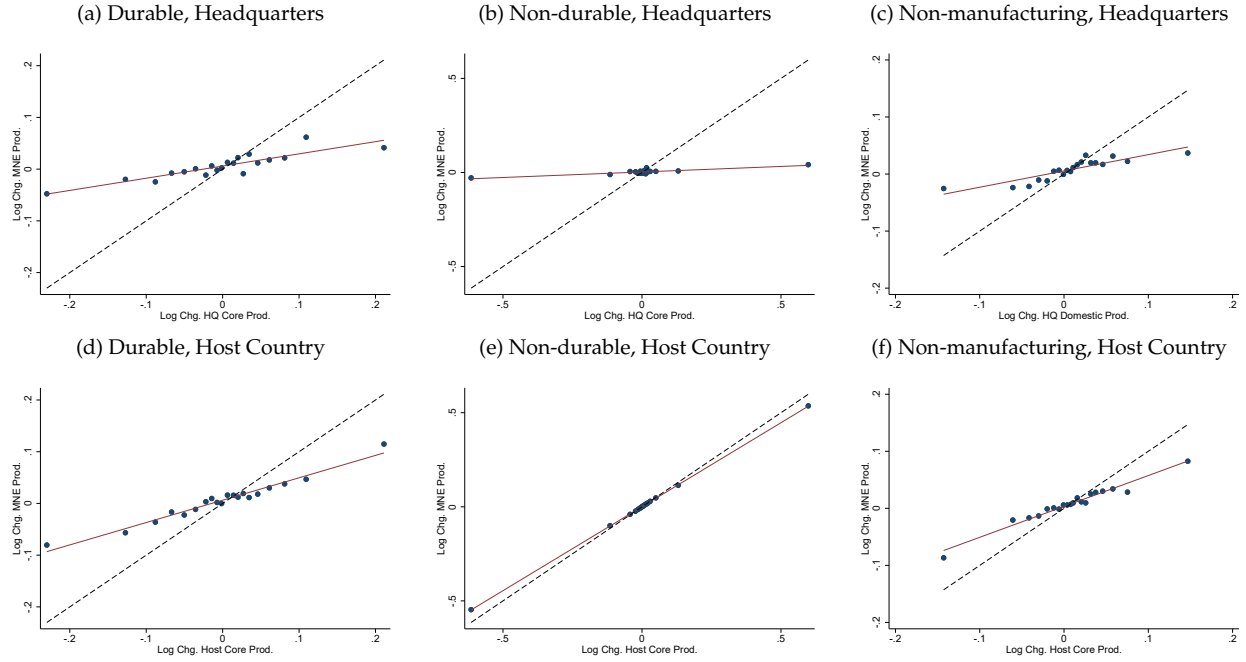 (a) Durable, Headquarters
(b) Non-durable, Headquarters
(c) Non-manufacturing, Headquarters
Log Chg. MNE Prod.
.2
.1
0
-.1
-.2
-.2
-.1
0
.1
.2
Log Chg. HQ Core Prod.
Log Chg. MNE Prod.
.5
0
-.5
-.5
0
.5
Log Chg. HQ Core Prod.
Log Chg. MNE Prod.
.2
.1
0
-.1
-.2
-.2
-.1
0
.1
.2
Log Chg. HQ Domestic Prod.
(d) Durable, Host Country
(e) Non-durable, Host Country
(f) Non-manufacturing, Host Country
Log Chg. MNE Prod.
.2
.1
0
-.1
-.2
-.2
-.1
0
.1
.2
Log Chg. Host Core Prod.
Log Chg. MNE Prod.
.5
0
-.5
-.5
0
.5
Log Chg. Host Core Prod.
Log Chg. MNE Prod.
.2
.1
0
-.1
-.2
-.2
-.1
0
.1
.2
Log Chg. Host Core Prod.